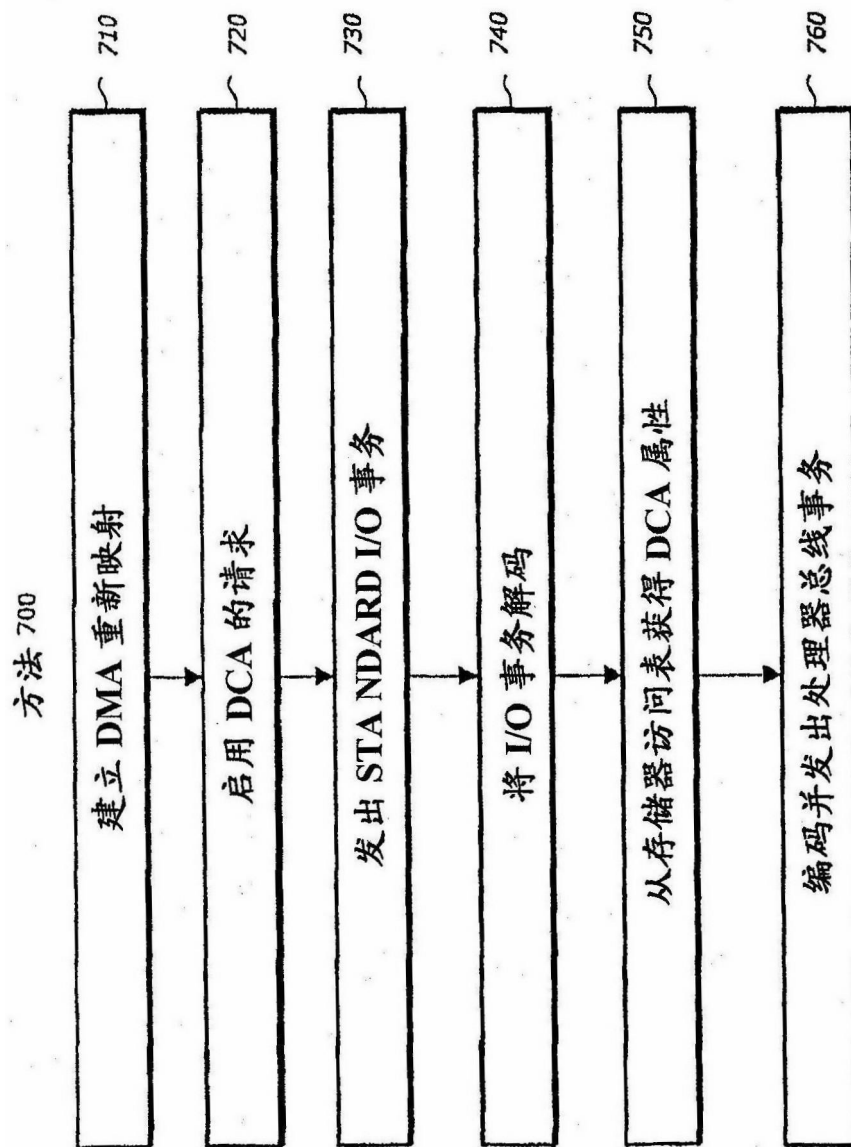 方法 700
建立 DMA 重新映射
710
启用 DCA 的请求
720
发出 STA NDARD I/O 事务
730
将 I/O 事务解码
740
从存储器访问表获得 DCA 属性
750
编码并发出处理器总线事务
760